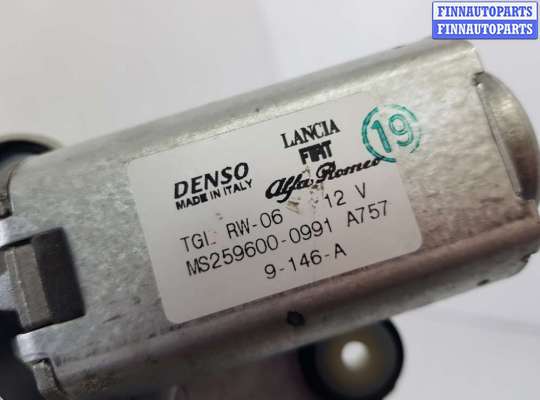 FINNAUTOPARTS
FINNAUTOPARTS
DENSO
MADE IN ITALY
LANCIA
FIAT
Alfa Romeo
19
TGL RW-06 12 V
MS259600-0991 A757
9-146-A